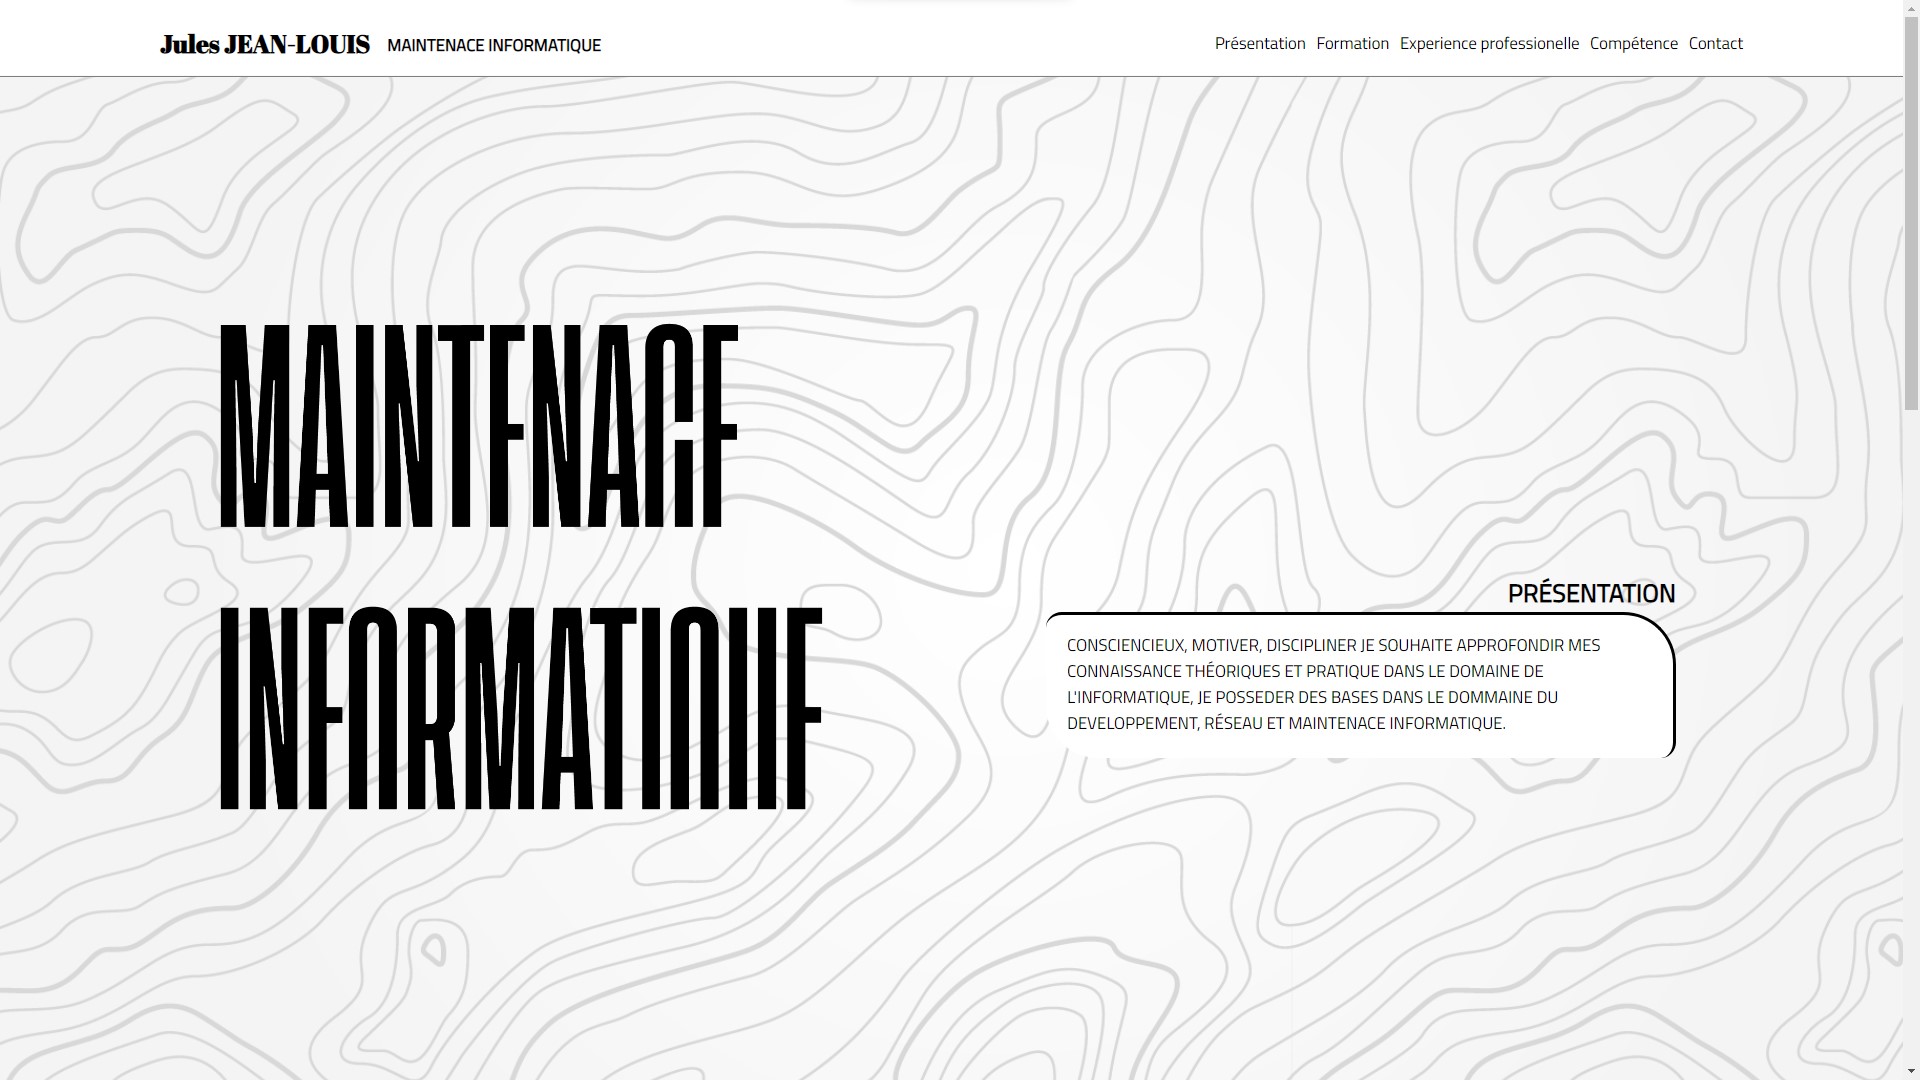 Jules JEAN-LOUIS MAINTENACE INFORMATIQUE
Présentation Formation Experience professionelle Compétence Contact
MAINTENACE
INFORMATIQUE
PRÉSENTATION
CONSCIENCIEUX, MOTIVER, DISCIPLINER JE SOUHAITE APPROFONDIR MES
CONNAISSANCE THÉORIQUES ET PRATIQUE DANS LE DOMAINE DE
L'INFORMATIQUE, JE POSSEDER DES BASES DANS LE DOMMAINE DU
DEVELOPPEMENT, RÉSEAU ET MAINTENACE INFORMATIQUE.